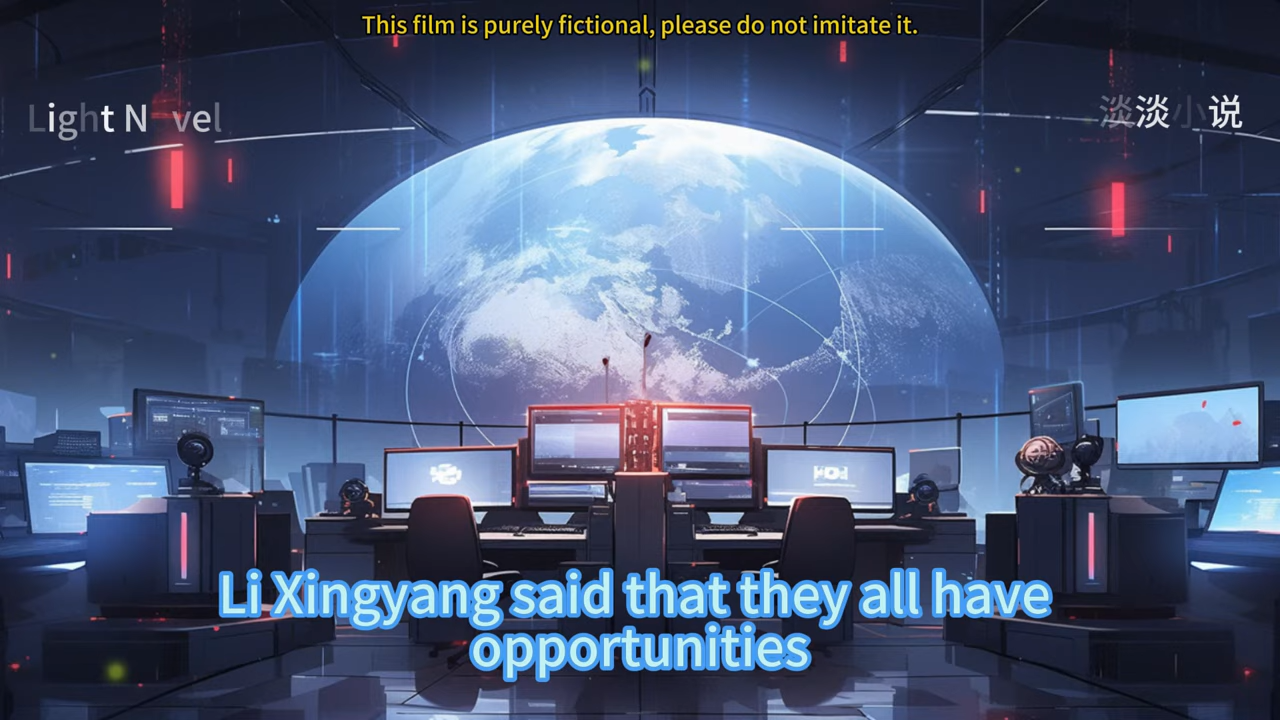 This film is purely fictional, please do not imitate it.
Light Novel
淡淡小说
Li Xingyang said that they all have
opportunities